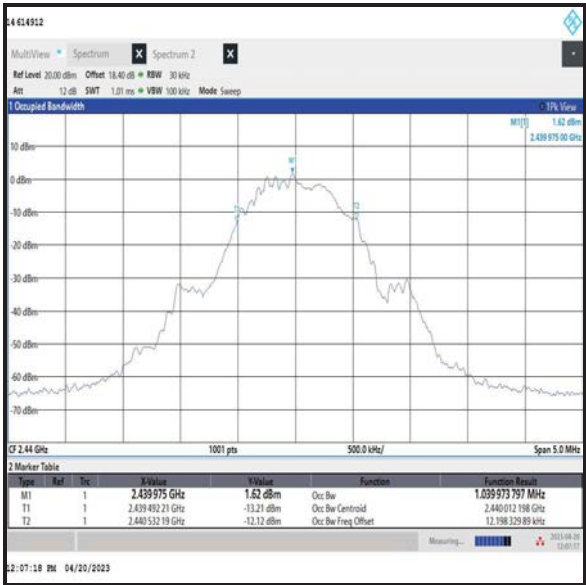 14 614912
MultiView Spectrum X Spectrum 2 X
Ref Level 20.00 dBm Offset 18.40 dB RBW 30 kHz
Att 12 dB SWT 1.01 ms VBW 100 kHz Mode Sweep
1 Occupied Bandwidth 1Pk View
M1[1] 1.62 dBm
2.439 975 00 GHz
10 dBm
M1
0 dBm
-10 dBm
-20 dBm
-30 dBm
-40 dBm
-50 dBm
-60 dBm
-70 dBm
CF 2.44 GHz 1001 pts 500.0 kHz/ Span 5.0 MHz
2 Marker Table
Type Ref Trc X-Value Y-Value Function Function Result
M1 1 2.439 975 GHz 1.62 dBm Occ Bw 1.039 973 797 MHz
T1 1 2.439 492 21 GHz -13.21 dBm Occ Bw Centroid 2.440 012 198 GHz
T2 1 2.440 532 19 GHz -12.12 dBm Occ Bw Freq Offset 12.198 329 89 kHz
Measuring... 2023-04-20
12:07:17
12:07:18 PM 04/20/2023